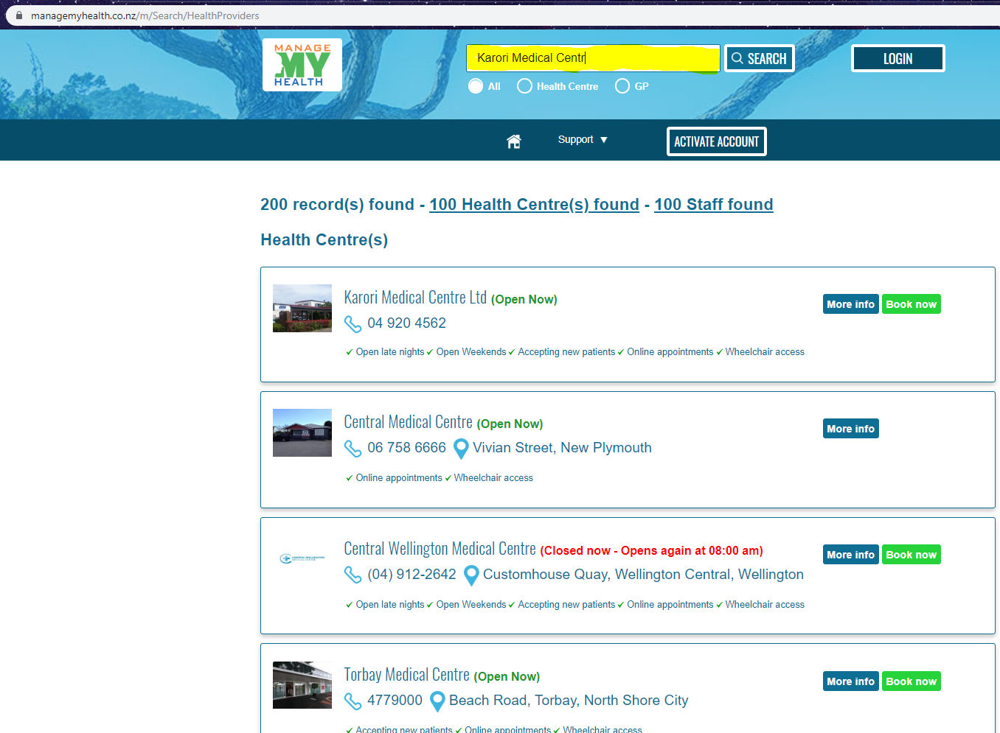 managemyhealth.co.nz/m/Search/HealthProviders
MANAGE
MY
HEALTH
Karori Medical Centr
SEARCH
LOGIN
All
Health Centre
GP
Support ▼
ACTIVATE ACCOUNT
200 record(s) found - 100 Health Centre(s) found - 100 Staff found
Health Centre(s)
Karori Medical Centre Ltd (Open Now)
More info
Book now
04 920 4562
✓ Open late nights ✓ Open Weekends ✓ Accepting new patients ✓ Online appointments ✓ Wheelchair access
Central Medical Centre (Open Now)
More info
06 758 6666 Vivian Street, New Plymouth
✓ Online appointments ✓ Wheelchair access
CENTRAL WELLINGTON
MEDICAL CENTRE
Central Wellington Medical Centre (Closed now - Opens again at 08:00 am)
More info
Book now
(04) 912-2642 Customhouse Quay, Wellington Central, Wellington
✓ Open late nights ✓ Open Weekends ✓ Accepting new patients ✓ Online appointments ✓ Wheelchair access
Torbay Medical Centre (Open Now)
More info
Book now
4779000 Beach Road, Torbay, North Shore City
✓ Accepting new patients ✓ Online appointments ✓ Wheelchair access